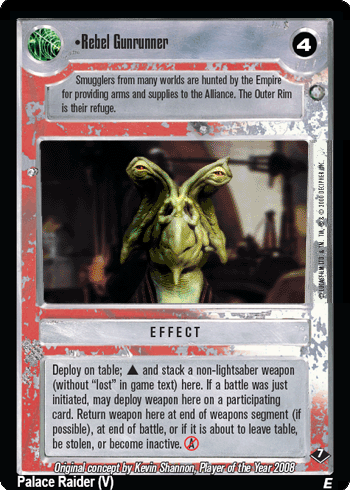 •Rebel Gunrunner
4
Smugglers from many worlds are hunted by the Empire
for providing arms and supplies to the Alliance. The Outer Rim
is their refuge.
EFFECT
Deploy on table; ▲ and stack a non-lightsaber weapon
(without “lost” in game text) here. If a battle was just
initiated, may deploy weapon here on a participating
card. Return weapon here at end of weapons segment (if
possible), at end of battle, or if it is about to leave table,
be stolen, or become inactive. A
7
Original concept by Kevin Shannon, Player of the Year 2008
Palace Raider (V)
E